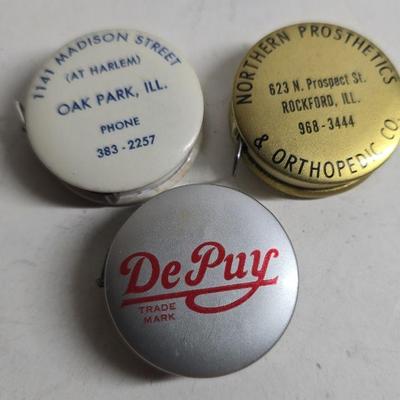 1141 MADISON STREET
(AT HARLEM)
OAK PARK, ILL.
PHONE
383-2257
NORTHERN PROSTHETICS
623 N. Prospect St.
ROCKFORD, ILL.
968-3444
& ORTHOPEDIC CO.
DePuy
TRADE
MARK